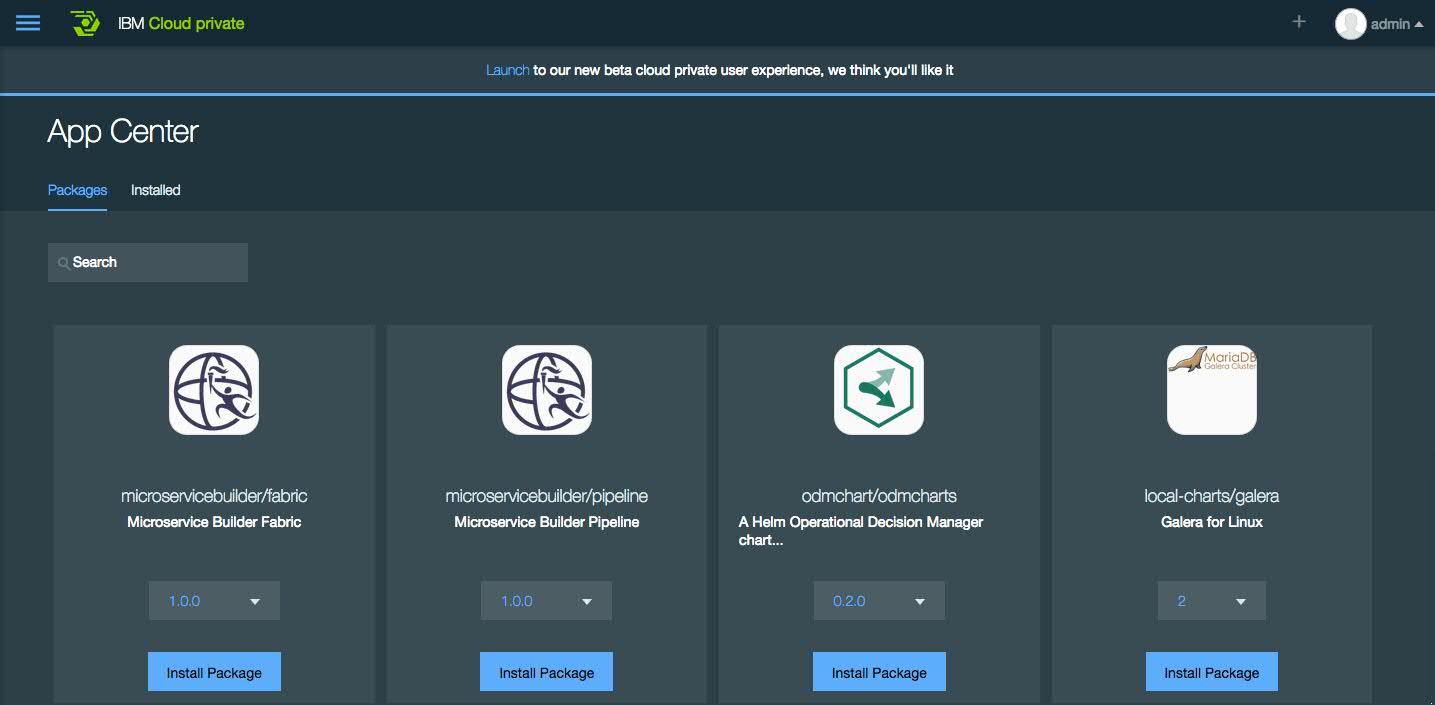 IBM Cloud private
admin
Launch to our new beta cloud private user experience, we think you'll like it
App Center
Packages
Installed
Search
MariaDB
Galera Cluster
microservicebuilder/fabric
Microservice Builder Fabric
1.0.0
Install Package
microservicebuilder/pipeline
Microservice Builder Pipeline
1.0.0
Install Package
odmchart/odmcharts
A Helm Operational Decision Manager
chart...
0.2.0
Install Package
local-charts/galera
Galera for Linux
2
Install Package